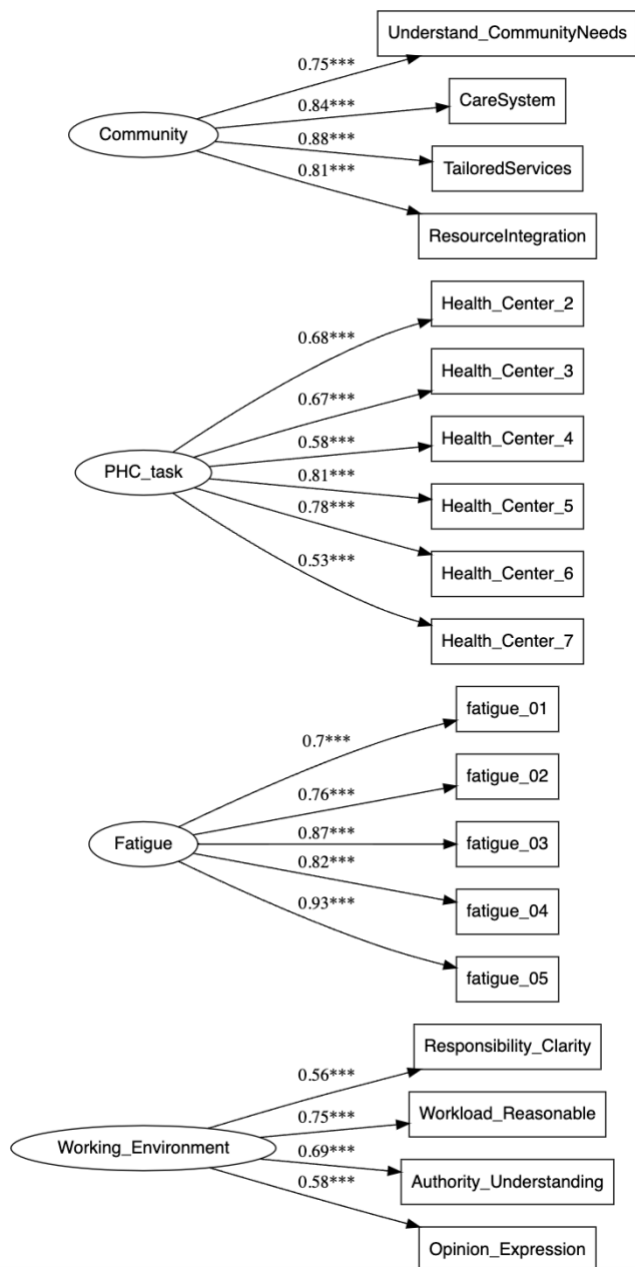 Understand_CommunityNeeds
0.75***
0.84***
CareSystem
Community
0.88***
TailoredServices
0.81***
ResourceIntegration
Health_Center_2
0.68***
Health_Center_3
0.67***
0.58***
Health_Center_4
PHC_task
0.81***
Health_Center_5
0.78***
Health_Center_6
0.53***
Health_Center_7
fatigue_01
0.7***
fatigue_02
0.76***
0.87***
Fatigue
fatigue_03
0.82***
fatigue_04
0.93***
fatigue_05
Responsibility_Clarity
0.56***
0.75***
Workload_Reasonable
Working_Environment
0.69***
Authority_Understanding
0.58***
Opinion_Expression